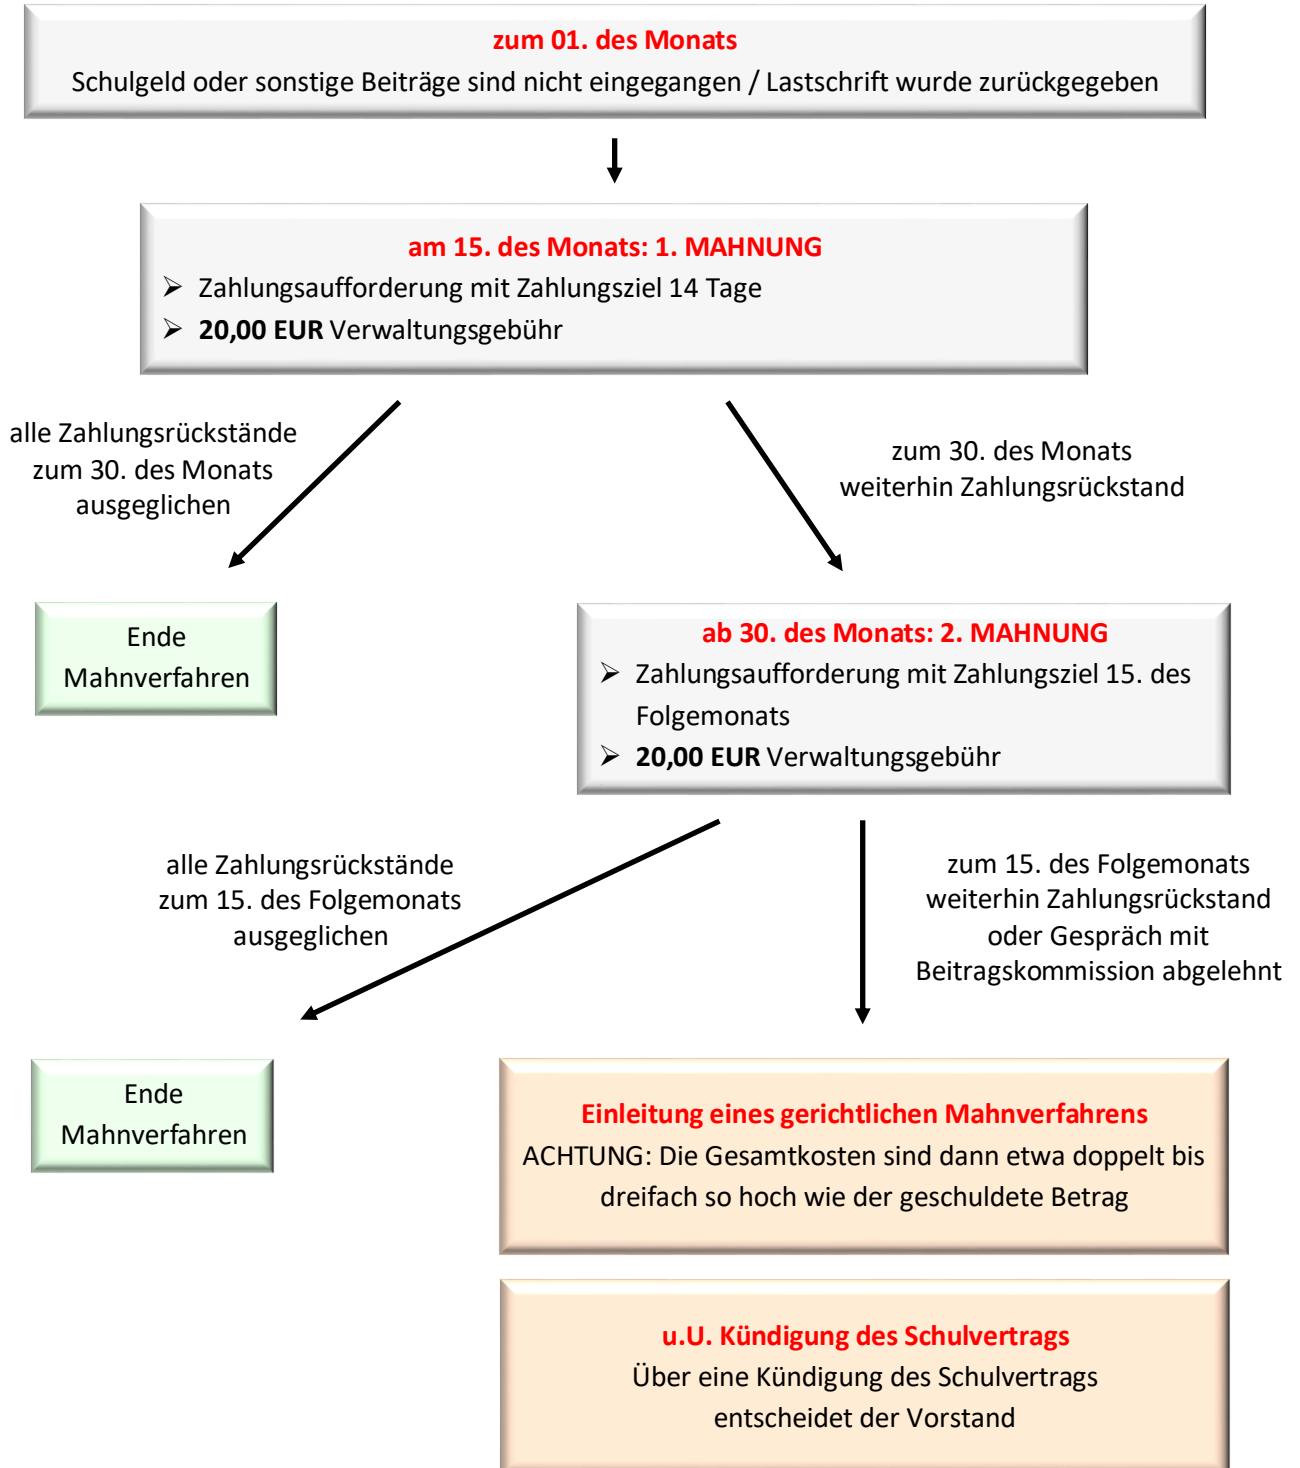 zum 01. des Monats
Schulgeld oder sonstige Beiträge sind nicht eingegangen / Lastschrift wurde zurückgegeben
am 15. des Monats: 1. MAHNUNG
➢ Zahlungsaufforderung mit Zahlungsziel 14 Tage
➢ 20,00 EUR Verwaltungsgebühr
alle Zahlungsrückstände
zum 30. des Monats
ausgeglichen
zum 30. des Monats
weiterhin Zahlungsrückstand
Ende
Mahnverfahren
ab 30. des Monats: 2. MAHNUNG
➢ Zahlungsaufforderung mit Zahlungsziel 15. des
Folgemonats
➢ 20,00 EUR Verwaltungsgebühr
alle Zahlungsrückstände
zum 15. des Folgemonats
ausgeglichen
zum 15. des Folgemonats
weiterhin Zahlungsrückstand
oder Gespräch mit
Beitragskommission abgelehnt
Ende
Mahnverfahren
Einleitung eines gerichtlichen Mahnverfahrens
ACHTUNG: Die Gesamtkosten sind dann etwa doppelt bis
dreifach so hoch wie der geschuldete Betrag
u.U. Kündigung des Schulvertrags
Über eine Kündigung des Schulvertrags
entscheidet der Vorstand